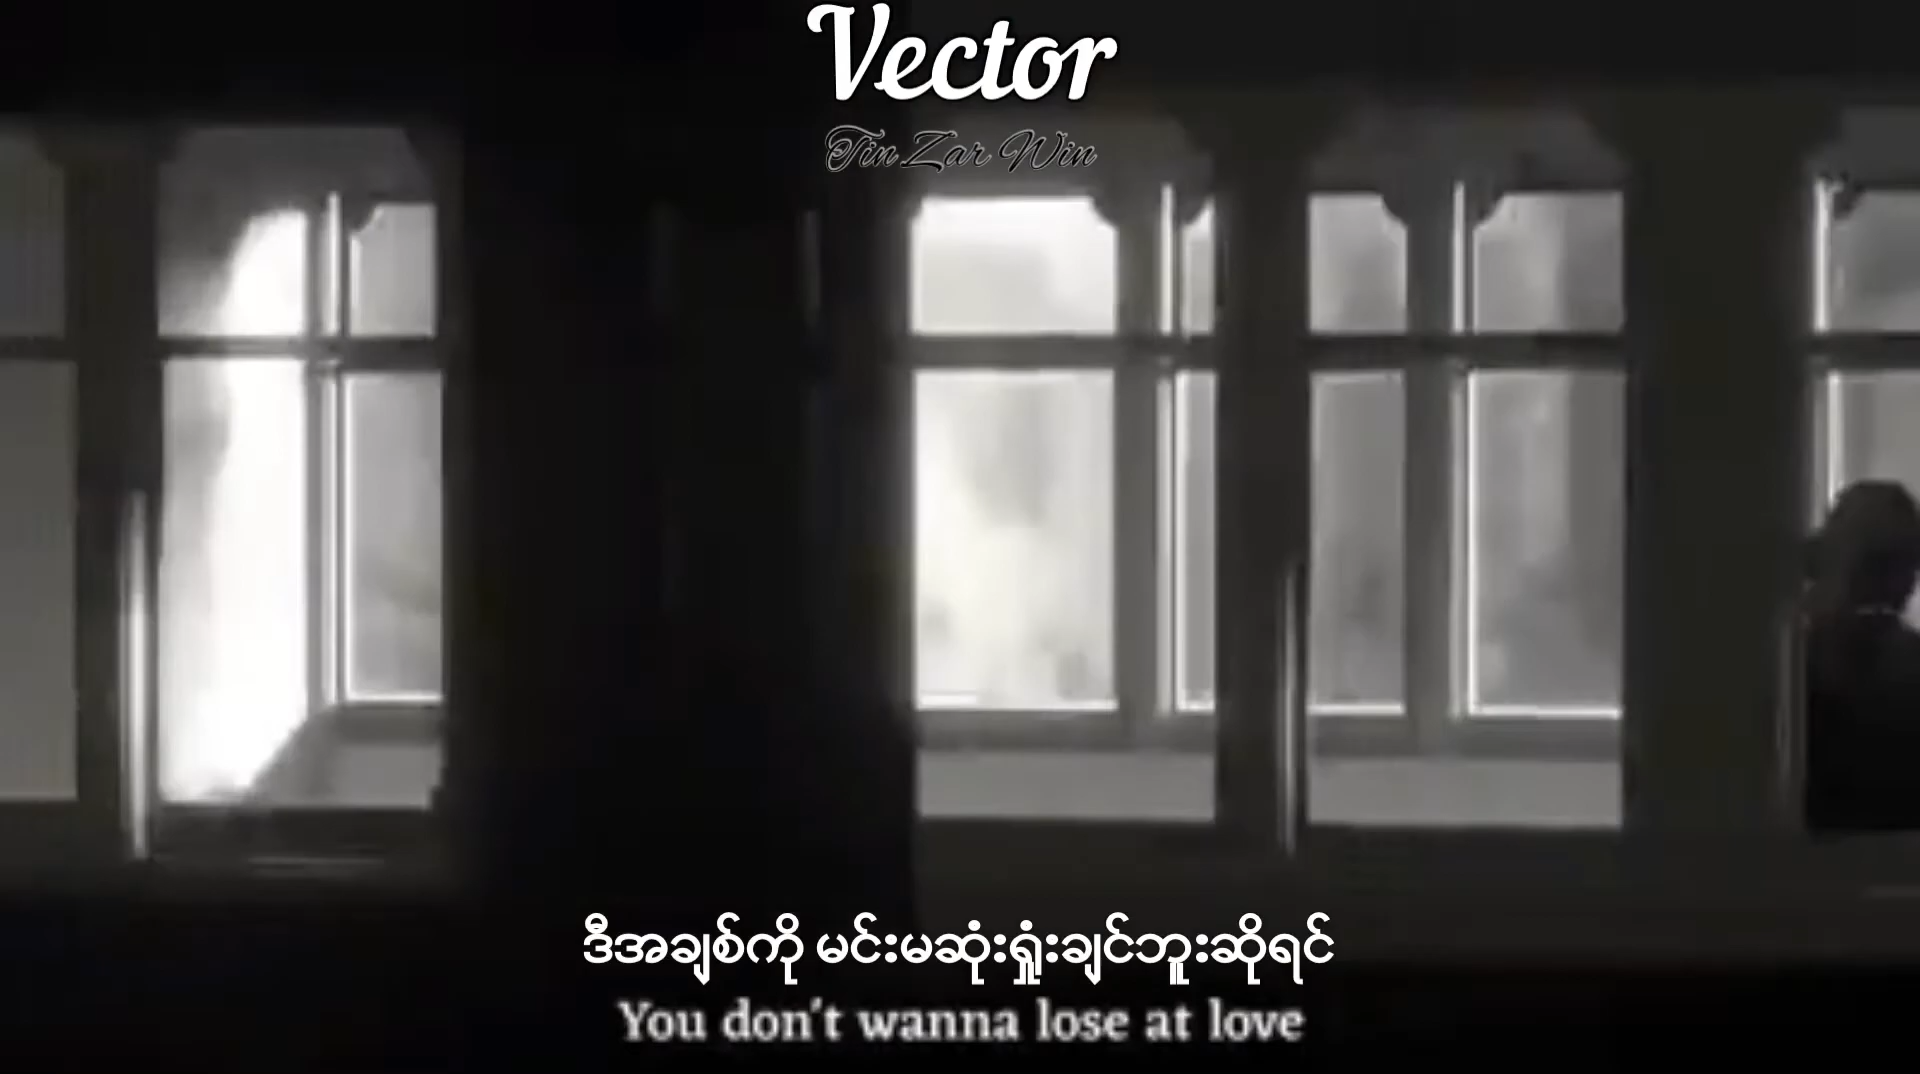 Vector
Tin Zar Win
ဒီအချစ်ကို မင်းမဆုံးရှုံးချင်ဘူးဆိုရင်
You don't wanna lose at love